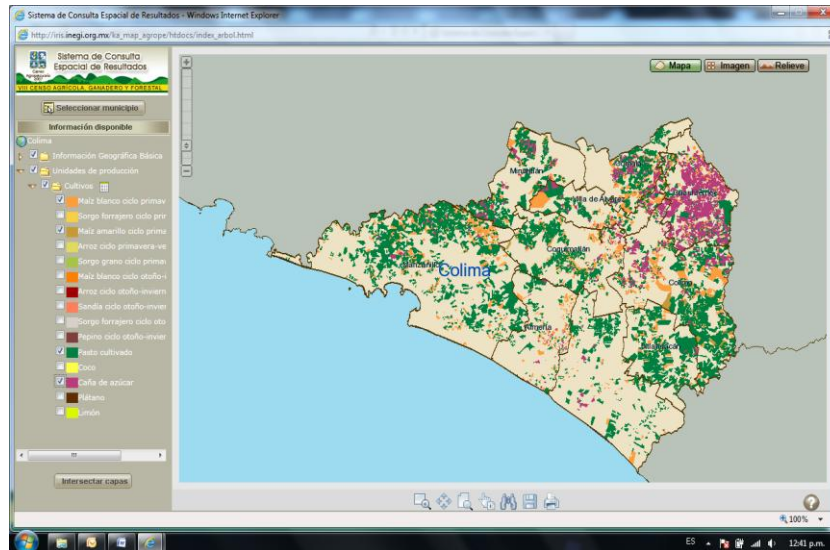 Sistema de Consulta Espacial de Resultados - Windows Internet Explorer
http://iris.inegi.org.mx/ka_map_agrope/htdocs/index_arbol.html
Sistema de Consulta
Espacial de Resultados
VIII CENSO AGRÍCOLA, GANADERO Y FORESTAL
Seleccionar municipio
Información disponible
Colima
Información Geográfica Básica
Unidades de producción
Cultivos
Maíz blanco ciclo primav
Sorgo forrajero ciclo pri
Maíz amarillo ciclo prima
Arroz ciclo primavera-ve
Sorgo grano ciclo primav
Maíz blanco ciclo otoño-i
Arroz ciclo otoño-inviern
Sandía ciclo otoño-invier
Sorgo forrajero ciclo oto
Pepino ciclo otoño-invier
Pasto cultivado
Coco
Caña de azúcar
Plátano
Limón
Intersectar capas
Mapa
Imagen
Relieve
Minatitlán
Comala
Cuauhtémoc
Villa de Álvarez
Coquimatlán
Manzanillo
Colima
Colima
Armería
Ixtlahuacán
100%
ES
12:41 p.m.